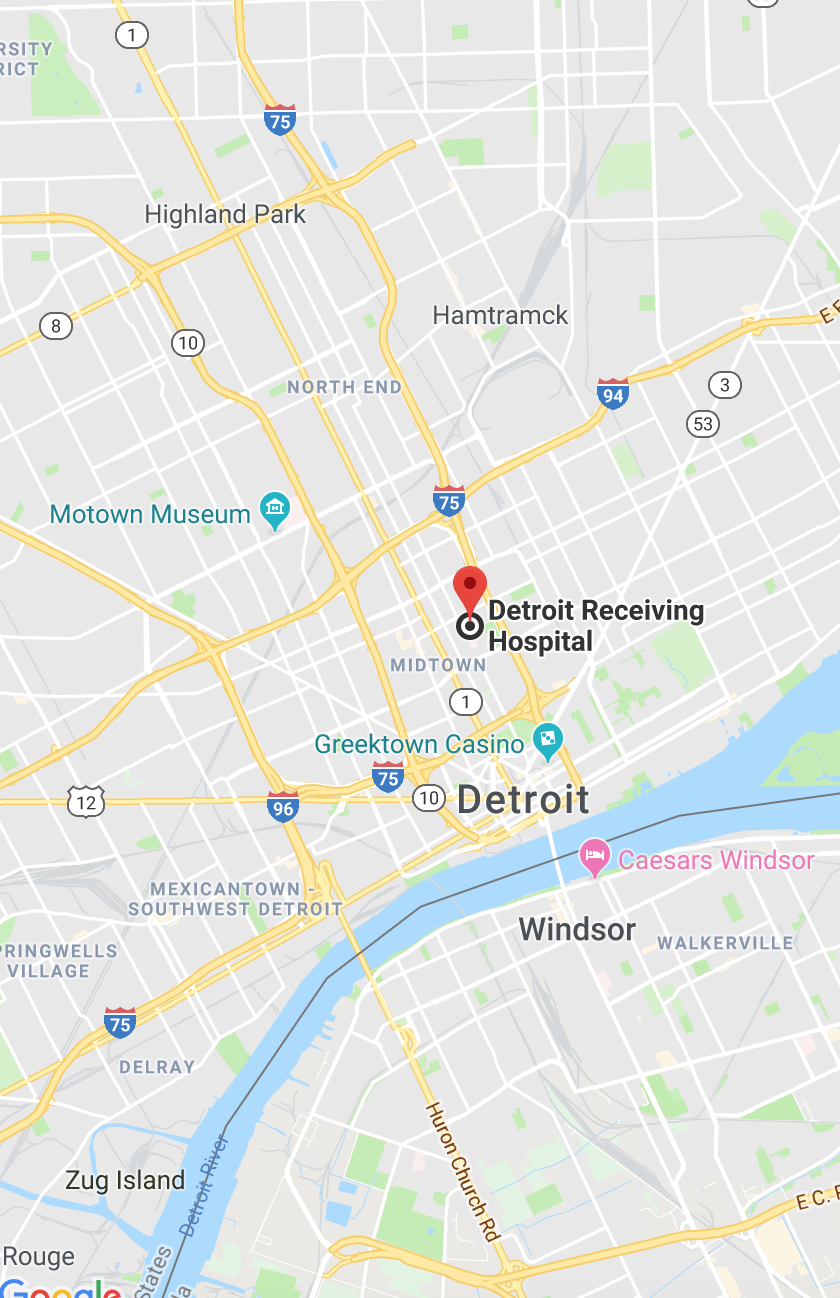 1
RSITY
RICT
75
Highland Park
Hamtramck
8
10
NORTH END
94
3
53
75
Motown Museum
Detroit Receiving
Hospital
MIDTOWN
1
Greektown Casino
75
12
96
10
Detroit
Caesars Windsor
MEXICANTOWN -
SOUTHWEST DETROIT
Windsor
WALKERVILLE
PRINGWELLS
VILLAGE
75
DELRAY
Huron Church Rd
Zug Island
Detroit River
E C.
Rouge
States
Google